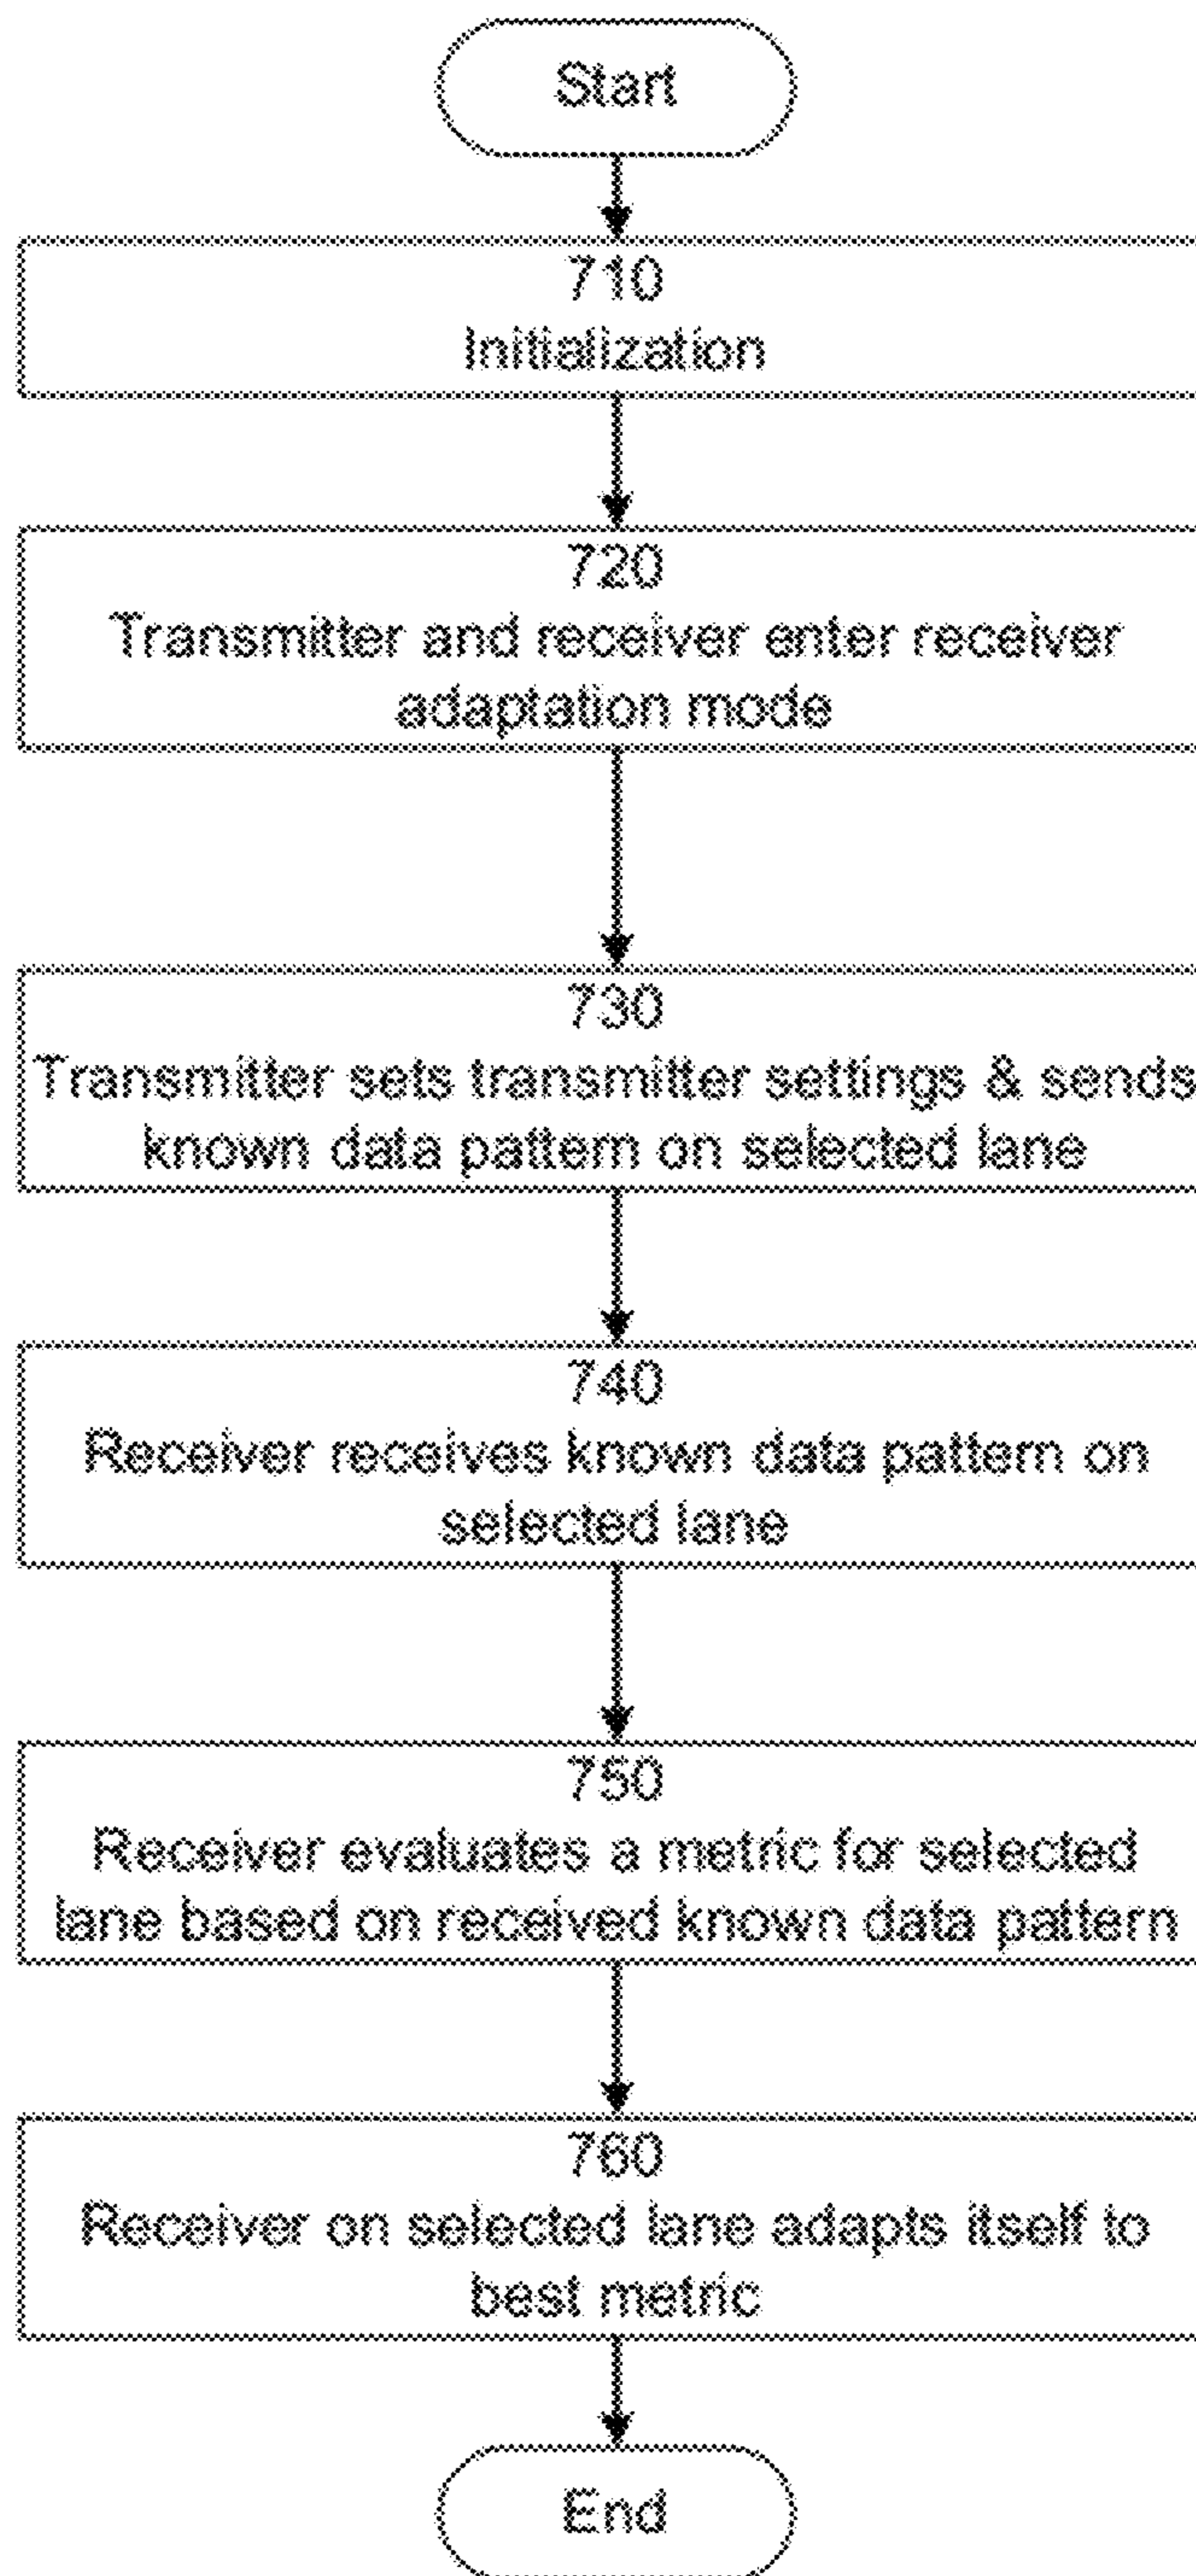 Start
710
Initialization
720
Transmitter and receiver enter receiver
adaptation mode
730
Transmitter sets transmitter settings & sends
known data pattern on selected lane
740
Receiver receives known data pattern on
selected lane
750
Receiver evaluates a metric for selected
lane based on received known data pattern
760
Receiver on selected lane adapts itself to
best metric
End